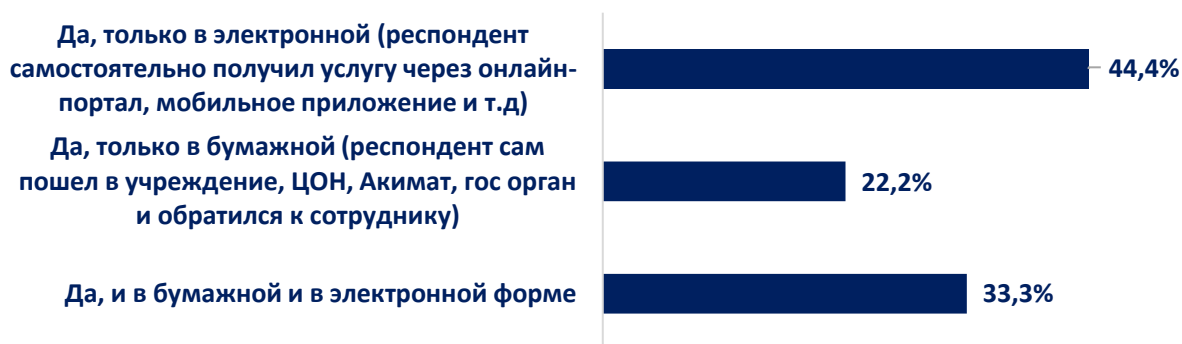 Да, только в электронной (респондент
самостоятельно получил услугу через онлайн-
портал, мобильное приложение и т.д)
44,4%
Да, только в бумажной (респондент сам
пошел в учреждение, ЦОН, Акимат, гос орган
и обратился к сотруднику)
22,2%
Да, и в бумажной и в электронной форме
33,3%